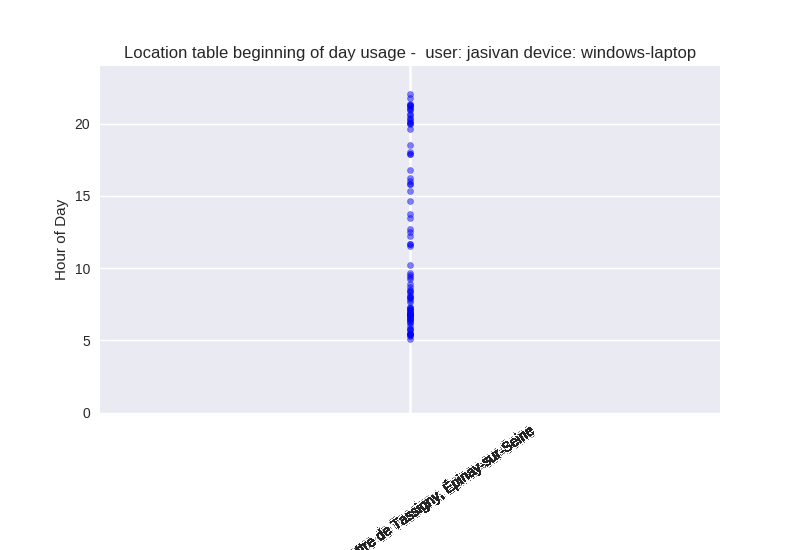 Location table beginning of day usage -  user: jasivan device: windows-laptop
Hour of Day
20
15
10
5
0
de Tassigny, Épinay-sur-Seine